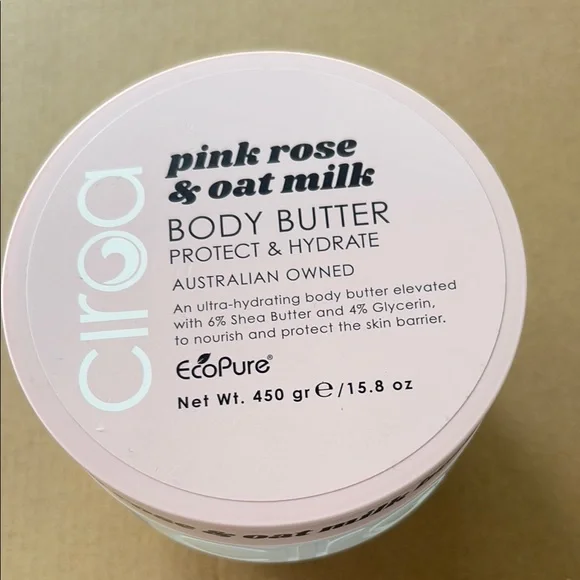 Ciroa
pink rose
& oat milk
BODY BUTTER
PROTECT & HYDRATE
AUSTRALIAN OWNED
An ultra-hydrating body butter elevated
with 6% Shea Butter and 4% Glycerin,
to nourish and protect the skin barrier.
EcoPure®
Net Wt. 450 gr ℮/15.8 oz
rose & oat milk